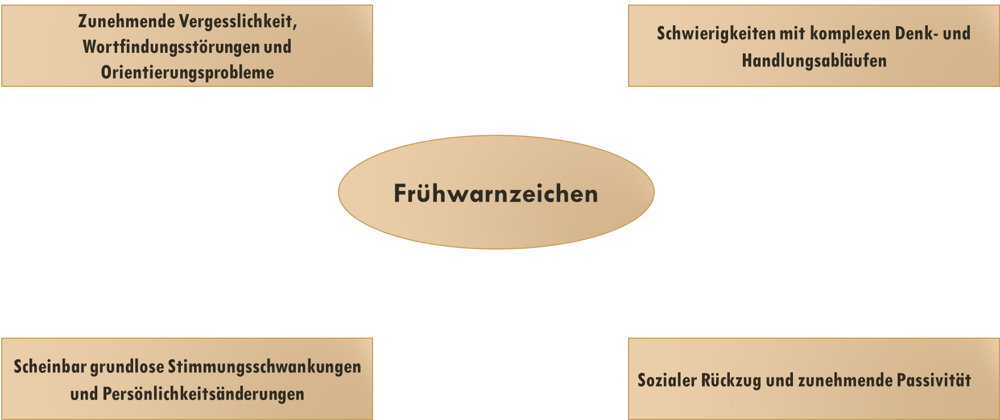 Zunehmende Vergesslichkeit,
Wortfindungsstörungen und
Orientierungsprobleme
Schwierigkeiten mit komplexen Denk- und
Handlungsabläufen
Frühwarnzeichen
Scheinbar grundlose Stimmungsschwankungen
und Persönlichkeitsänderungen
Sozialer Rückzug und zunehmende Passivität